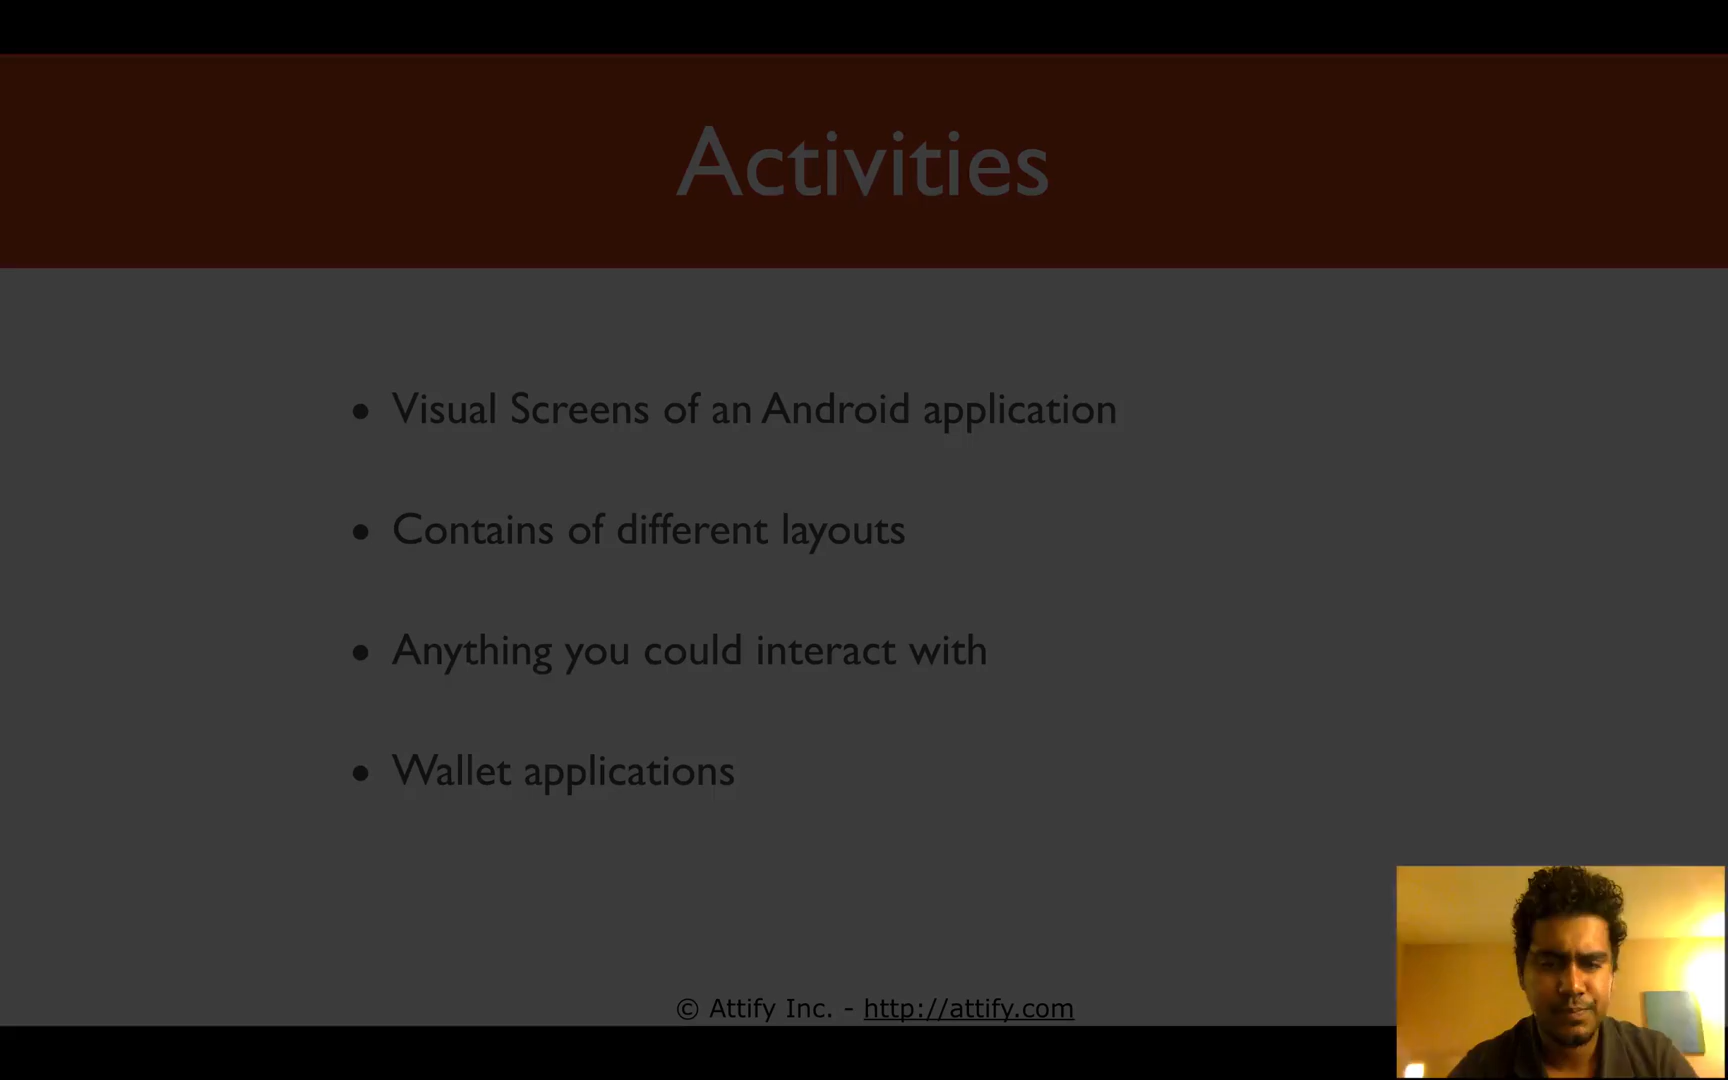 Activities
• Visual Screens of an Android application
• Contains of different layouts
• Anything you could interact with
• Wallet applications
© Attify Inc. - http://attify.com